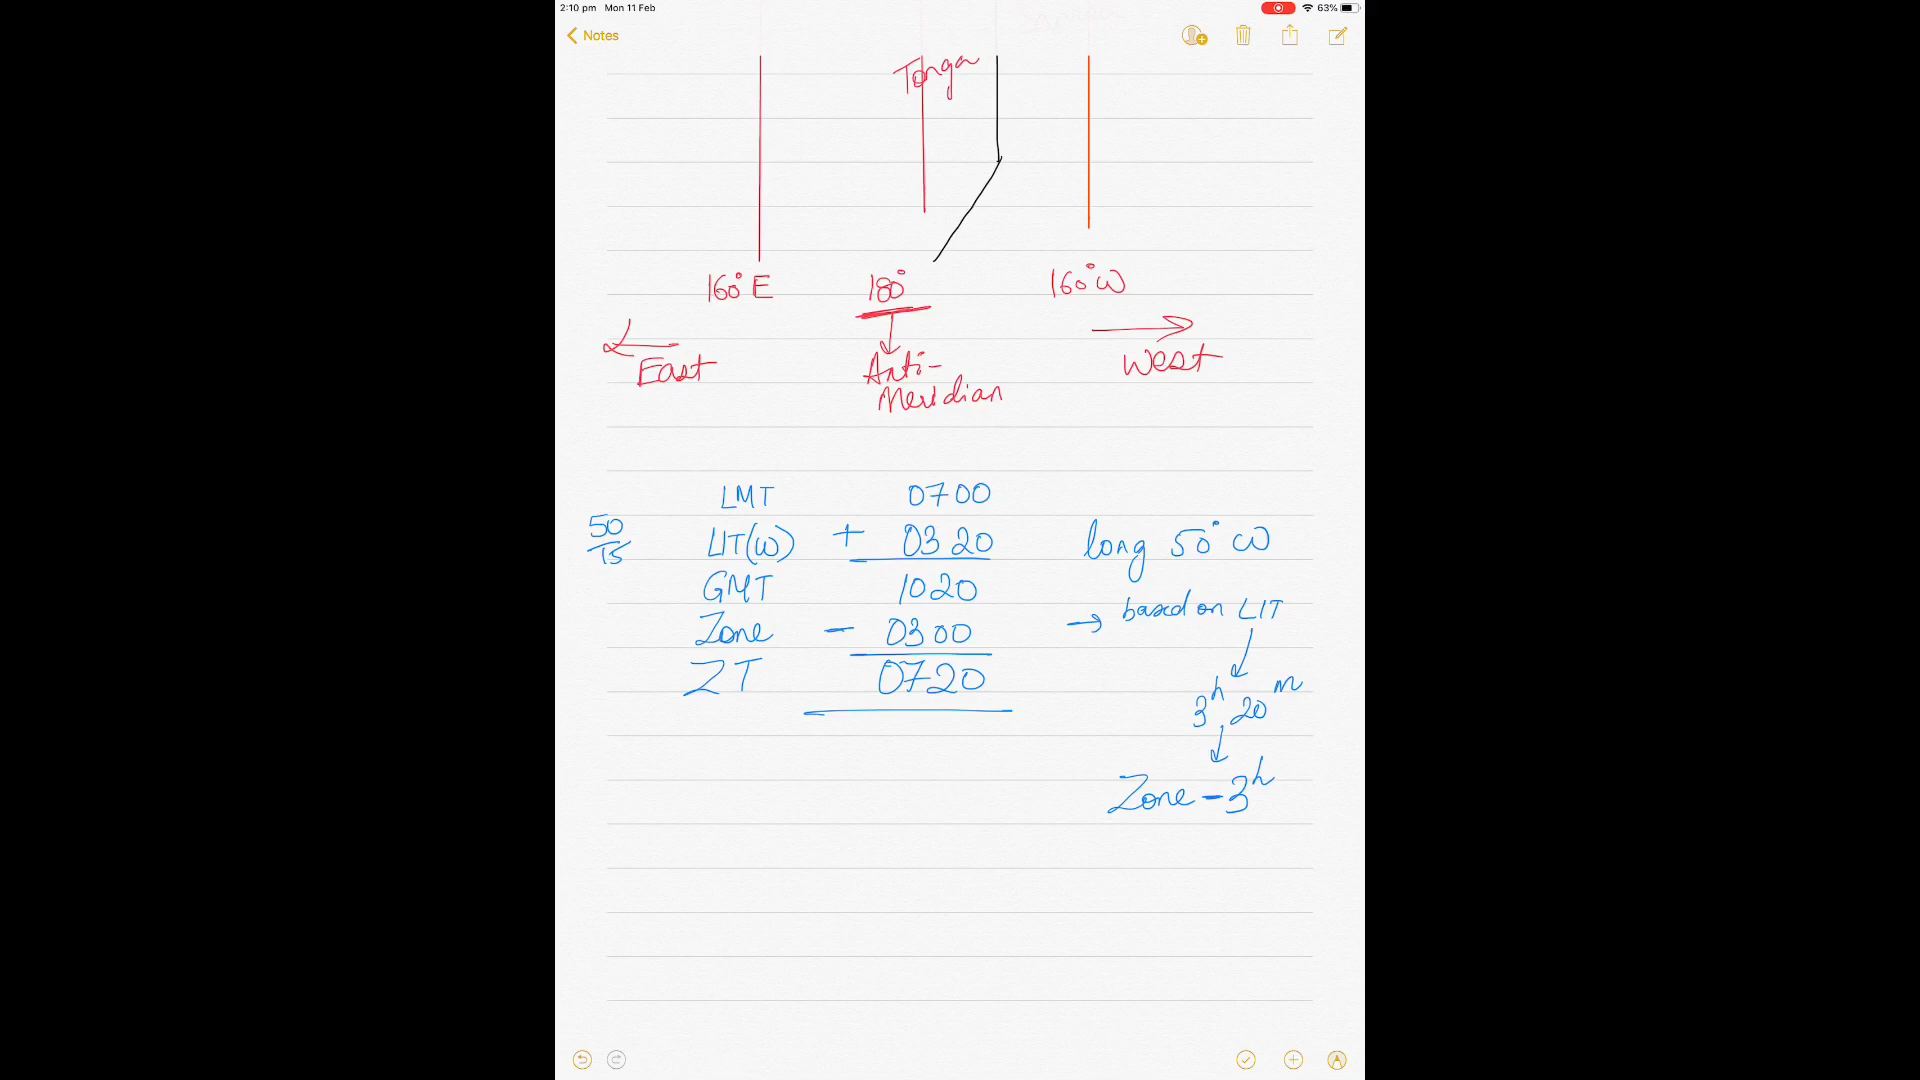 2:10 pm Mon 11 Feb 63%
Notes
Tonga
160° E 180° 160° W
East Anti- West
Meridian
LMT 0700
50/15 LIT(W) + 03 20 long 50° W
GMT 1020
Zone - 03 00 → based on LIT
ZT 0720
3h 20m
Zone - 3h